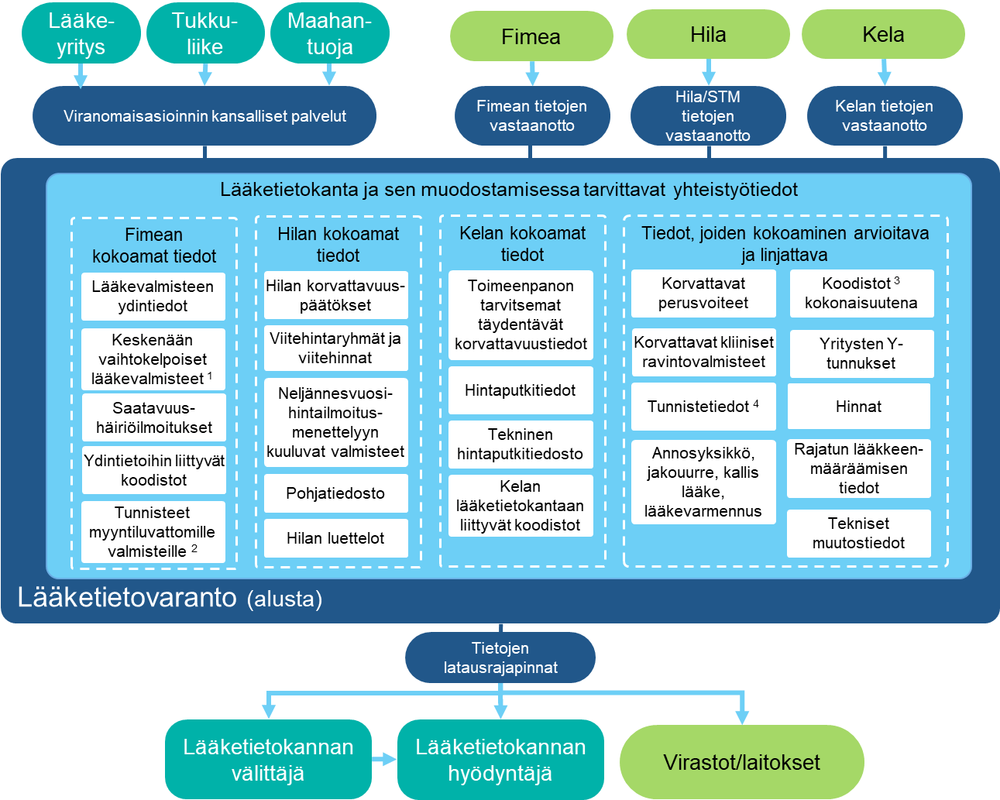 Lääke-
yritys
Tukku-
liike
Maahan-
tuoja
Fimea
Hila
Kela
Viranomaisasioinnin kansalliset palvelut
Fimean tietojen
vastaanotto
Hila/STM
tietojen
vastaanotto
Kelan tietojen
vastaanotto
Lääketietokanta ja sen muodostamisessa tarvittavat yhteistyötiedot
Fimean
kokoamat tiedot
Lääkevalmisteen
ydintiedot
Keskenään
vaihtokelpoiset
lääkevalmisteet 1
Saatavuus-
häiriöilmoitukset
Ydintietoihin liittyvät
koodistot
Tunnisteet
myyntiluvattomille
valmisteille 2
Hilan kokoamat
tiedot
Hilan korvattavuus-
päätökset
Viitehintaryhmät ja
viitehinnat
Neljännesvuosi-
hintailmoitus-
menettelyyn
kuuluvat valmisteet
Pohjatiedosto
Hilan luettelot
Kelan kokoamat
tiedot
Toimeenpanon
tarvitsemat
täydentävät
korvattavuustiedot
Hintaputkitiedot
Tekninen
hintaputkitiedosto
Kelan
lääketietokantaan
liittyvät koodistot
Tiedot, joiden kokoaminen arvioitava
ja linjattava
Korvattavat
perusvoiteet
Korvattavat kliiniset
ravintovalmisteet
Tunnistetiedot 4
Annosyksikkö,
jakouurre, kallis
lääke,
lääkevarmennus
Koodistot 3
kokonaisuutena
Yritysten Y-
tunnukset
Hinnat
Rajatun lääkkeen-
määräämisen
tiedot
Tekniset
muutostiedot
Lääketietovaranto (alusta)
Tietojen
latausrajapinnat
Lääketietokannan
välittäjä
Lääketietokannan
hyödyntäjä
Virastot/laitokset